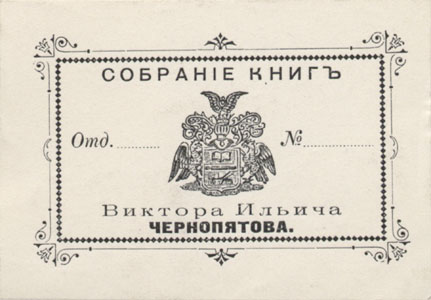 СОБРАНІЕ КНИГЪ
Отд. ........... № ...................
Виктора Ильича
ЧЕРНОПЯТОВА.